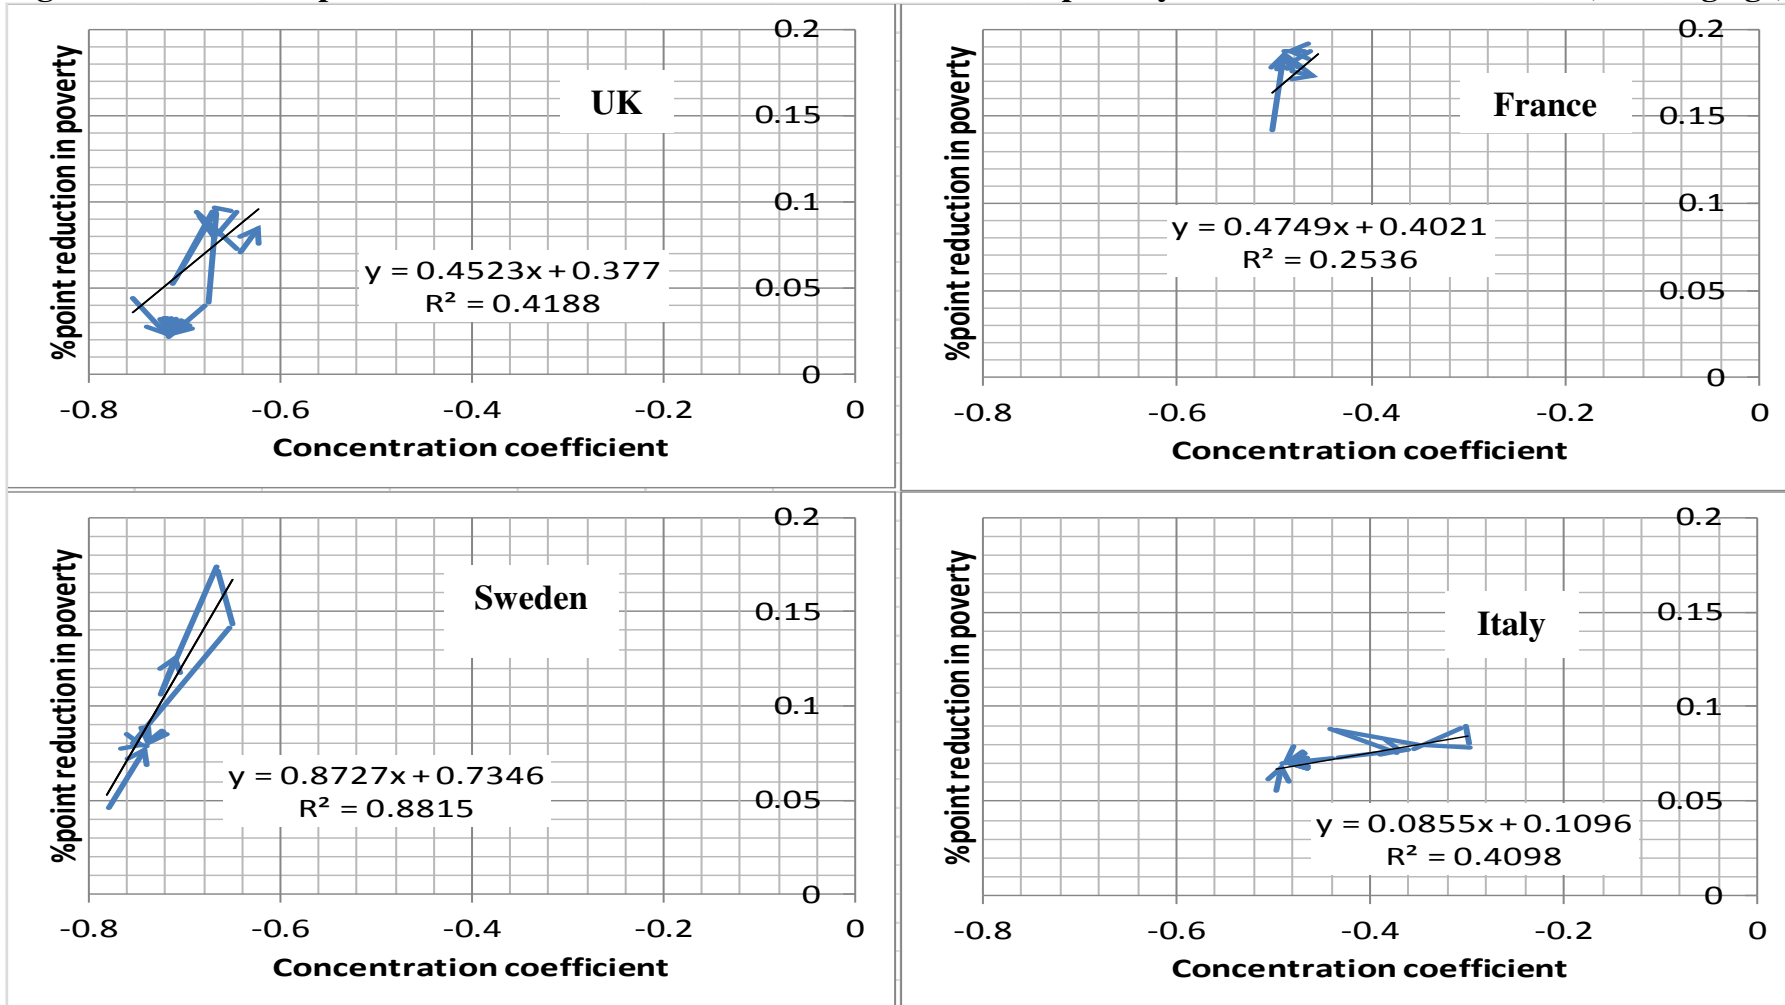 %point reduction in poverty
UK
0.2
0.15
0.1
0.05
0
y = 0.4523x + 0.377
R² = 0.4188
-0.8 -0.6 -0.4 -0.2 0
Concentration coefficient
%point reduction in poverty
France
0.2
0.15
0.1
0.05
0
y = 0.4749x + 0.4021
R² = 0.2536
-0.8 -0.6 -0.4 -0.2 0
Concentration coefficient
%point reduction in poverty
Sweden
0.2
0.15
0.1
0.05
0
y = 0.8727x + 0.7346
R² = 0.8815
-0.8 -0.6 -0.4 -0.2 0
Concentration coefficient
%point reduction in poverty
Italy
0.2
0.15
0.1
0.05
0
y = 0.0855x + 0.1096
R² = 0.4098
-0.8 -0.6 -0.4 -0.2 0
Concentration coefficient